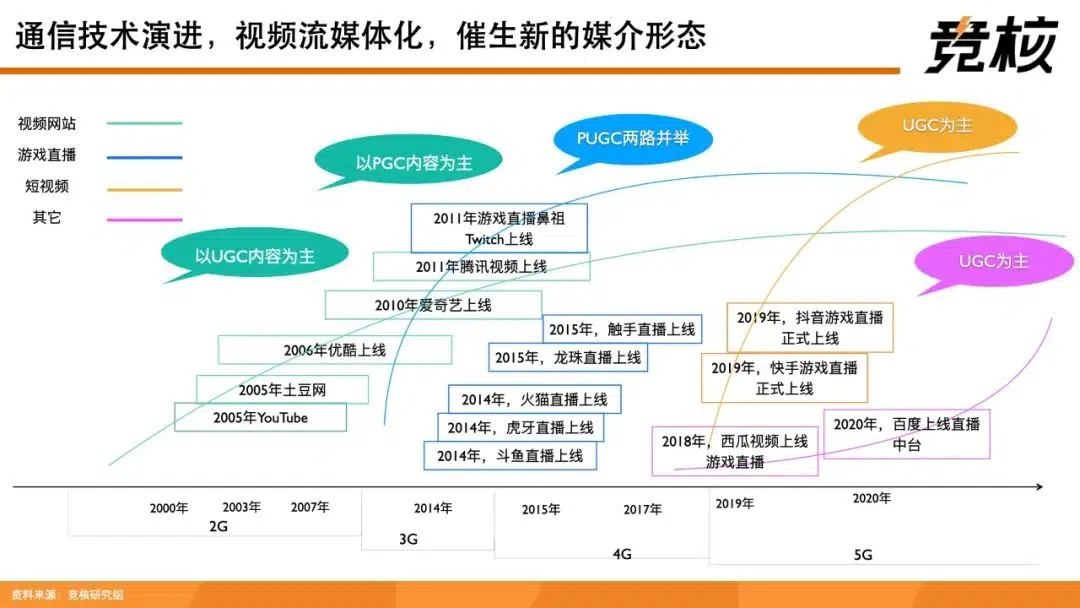 通信技术演进，视频流媒体化，催生新的媒介形态
竞核
视频网站
游戏直播
短视频
其它
以UGC内容为主
以PGC内容为主
PUGC两路并举
UGC为主
UGC为主
2011年游戏直播鼻祖
Twitch上线
2011年腾讯视频上线
2010年爱奇艺上线
2006年优酷上线
2005年土豆网
2005年YouTube
2015年，触手直播上线
2015年，龙珠直播上线
2014年，火猫直播上线
2014年，虎牙直播上线
2014年，斗鱼直播上线
2019年，抖音游戏直播
正式上线
2019年，快手游戏直播
正式上线
2018年，西瓜视频上线
游戏直播
2020年，百度上线直播
中台
2000年
2003年
2007年
2014年
2015年
2017年
2019年
2020年
2G
3G
4G
5G
资料来源：竞核研究组